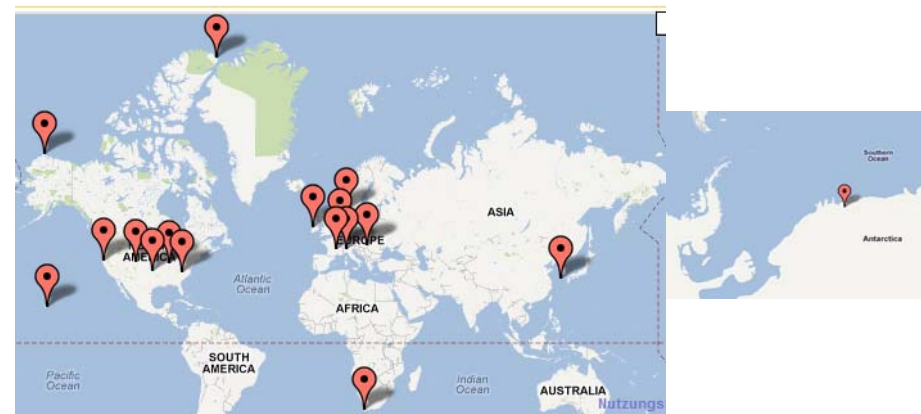 ASIA
AMERICA
EUROPE
Atlantic
Ocean
AFRICA
SOUTH
AMERICA
Pacific
Ocean
Indian
Ocean
AUSTRALIA
Nutzungs
Southern
Ocean
Antarctica